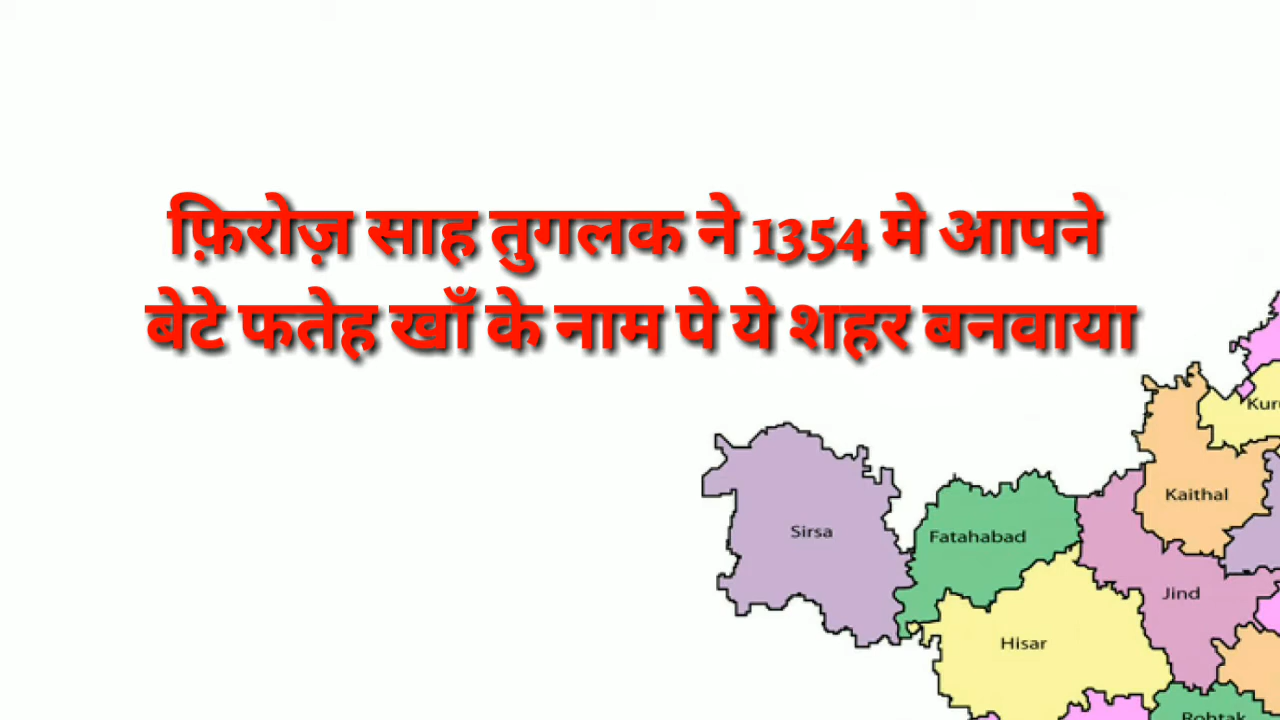 फ़िरोज़ साह तुगलक ने 1354 मे आपने
बेटे फतेह खाँ के नाम पे ये शहर बनवाया
Kaithal
Sirsa
Fatahabad
Jind
Hisar